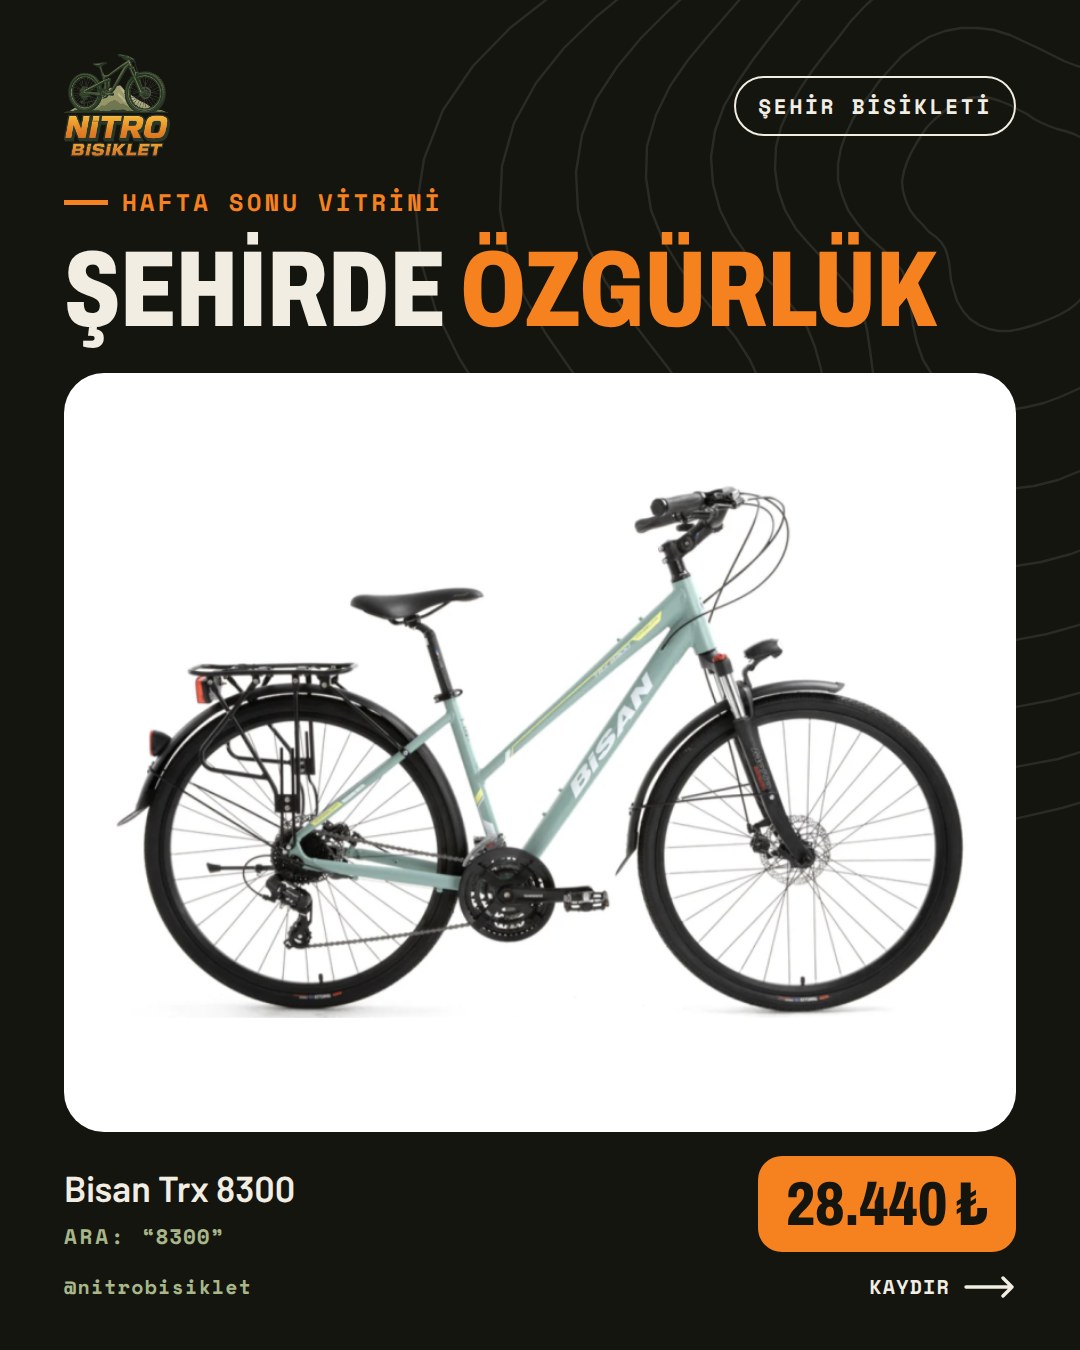 NiTRO
BISIKLET
ŞEHİR BİSİKLETİ
HAFTA SONU VİTRİNİ
ŞEHİRDE ÖZGÜRLÜK
BISAN
Bisan Trx 8300
28.440 ₺
ARA: “8300”
@nitrobisiklet
KAYDIR